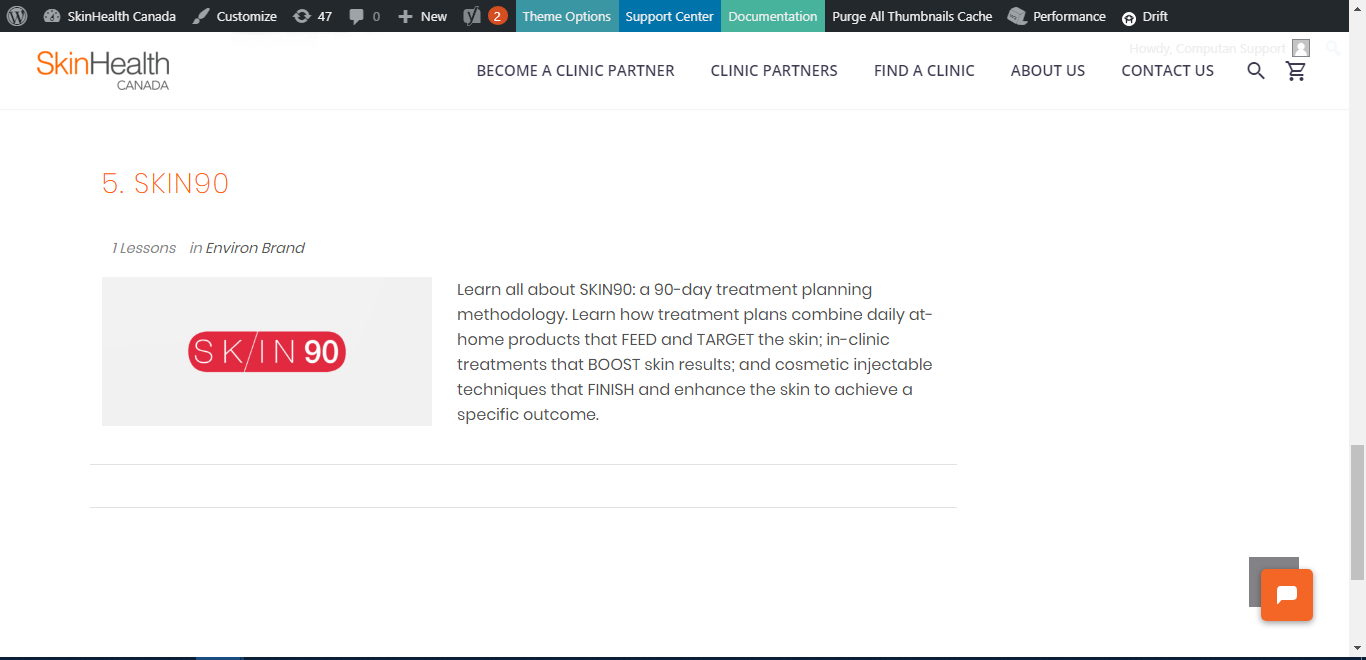 SkinHealth Canada Customize 47 0 New 2 Theme Options Support Center Documentation Purge All Thumbnails Cache Performance Drift
Howdy, Computan Support
SkinHealth
CANADA
BECOME A CLINIC PARTNER CLINIC PARTNERS FIND A CLINIC ABOUT US CONTACT US
5. SKIN90
1 Lessons in Environ Brand
SK/IN 90
Learn all about SKIN90: a 90-day treatment planning
methodology. Learn how treatment plans combine daily at-
home products that FEED and TARGET the skin; in-clinic
treatments that BOOST skin results; and cosmetic injectable
techniques that FINISH and enhance the skin to achieve a
specific outcome.